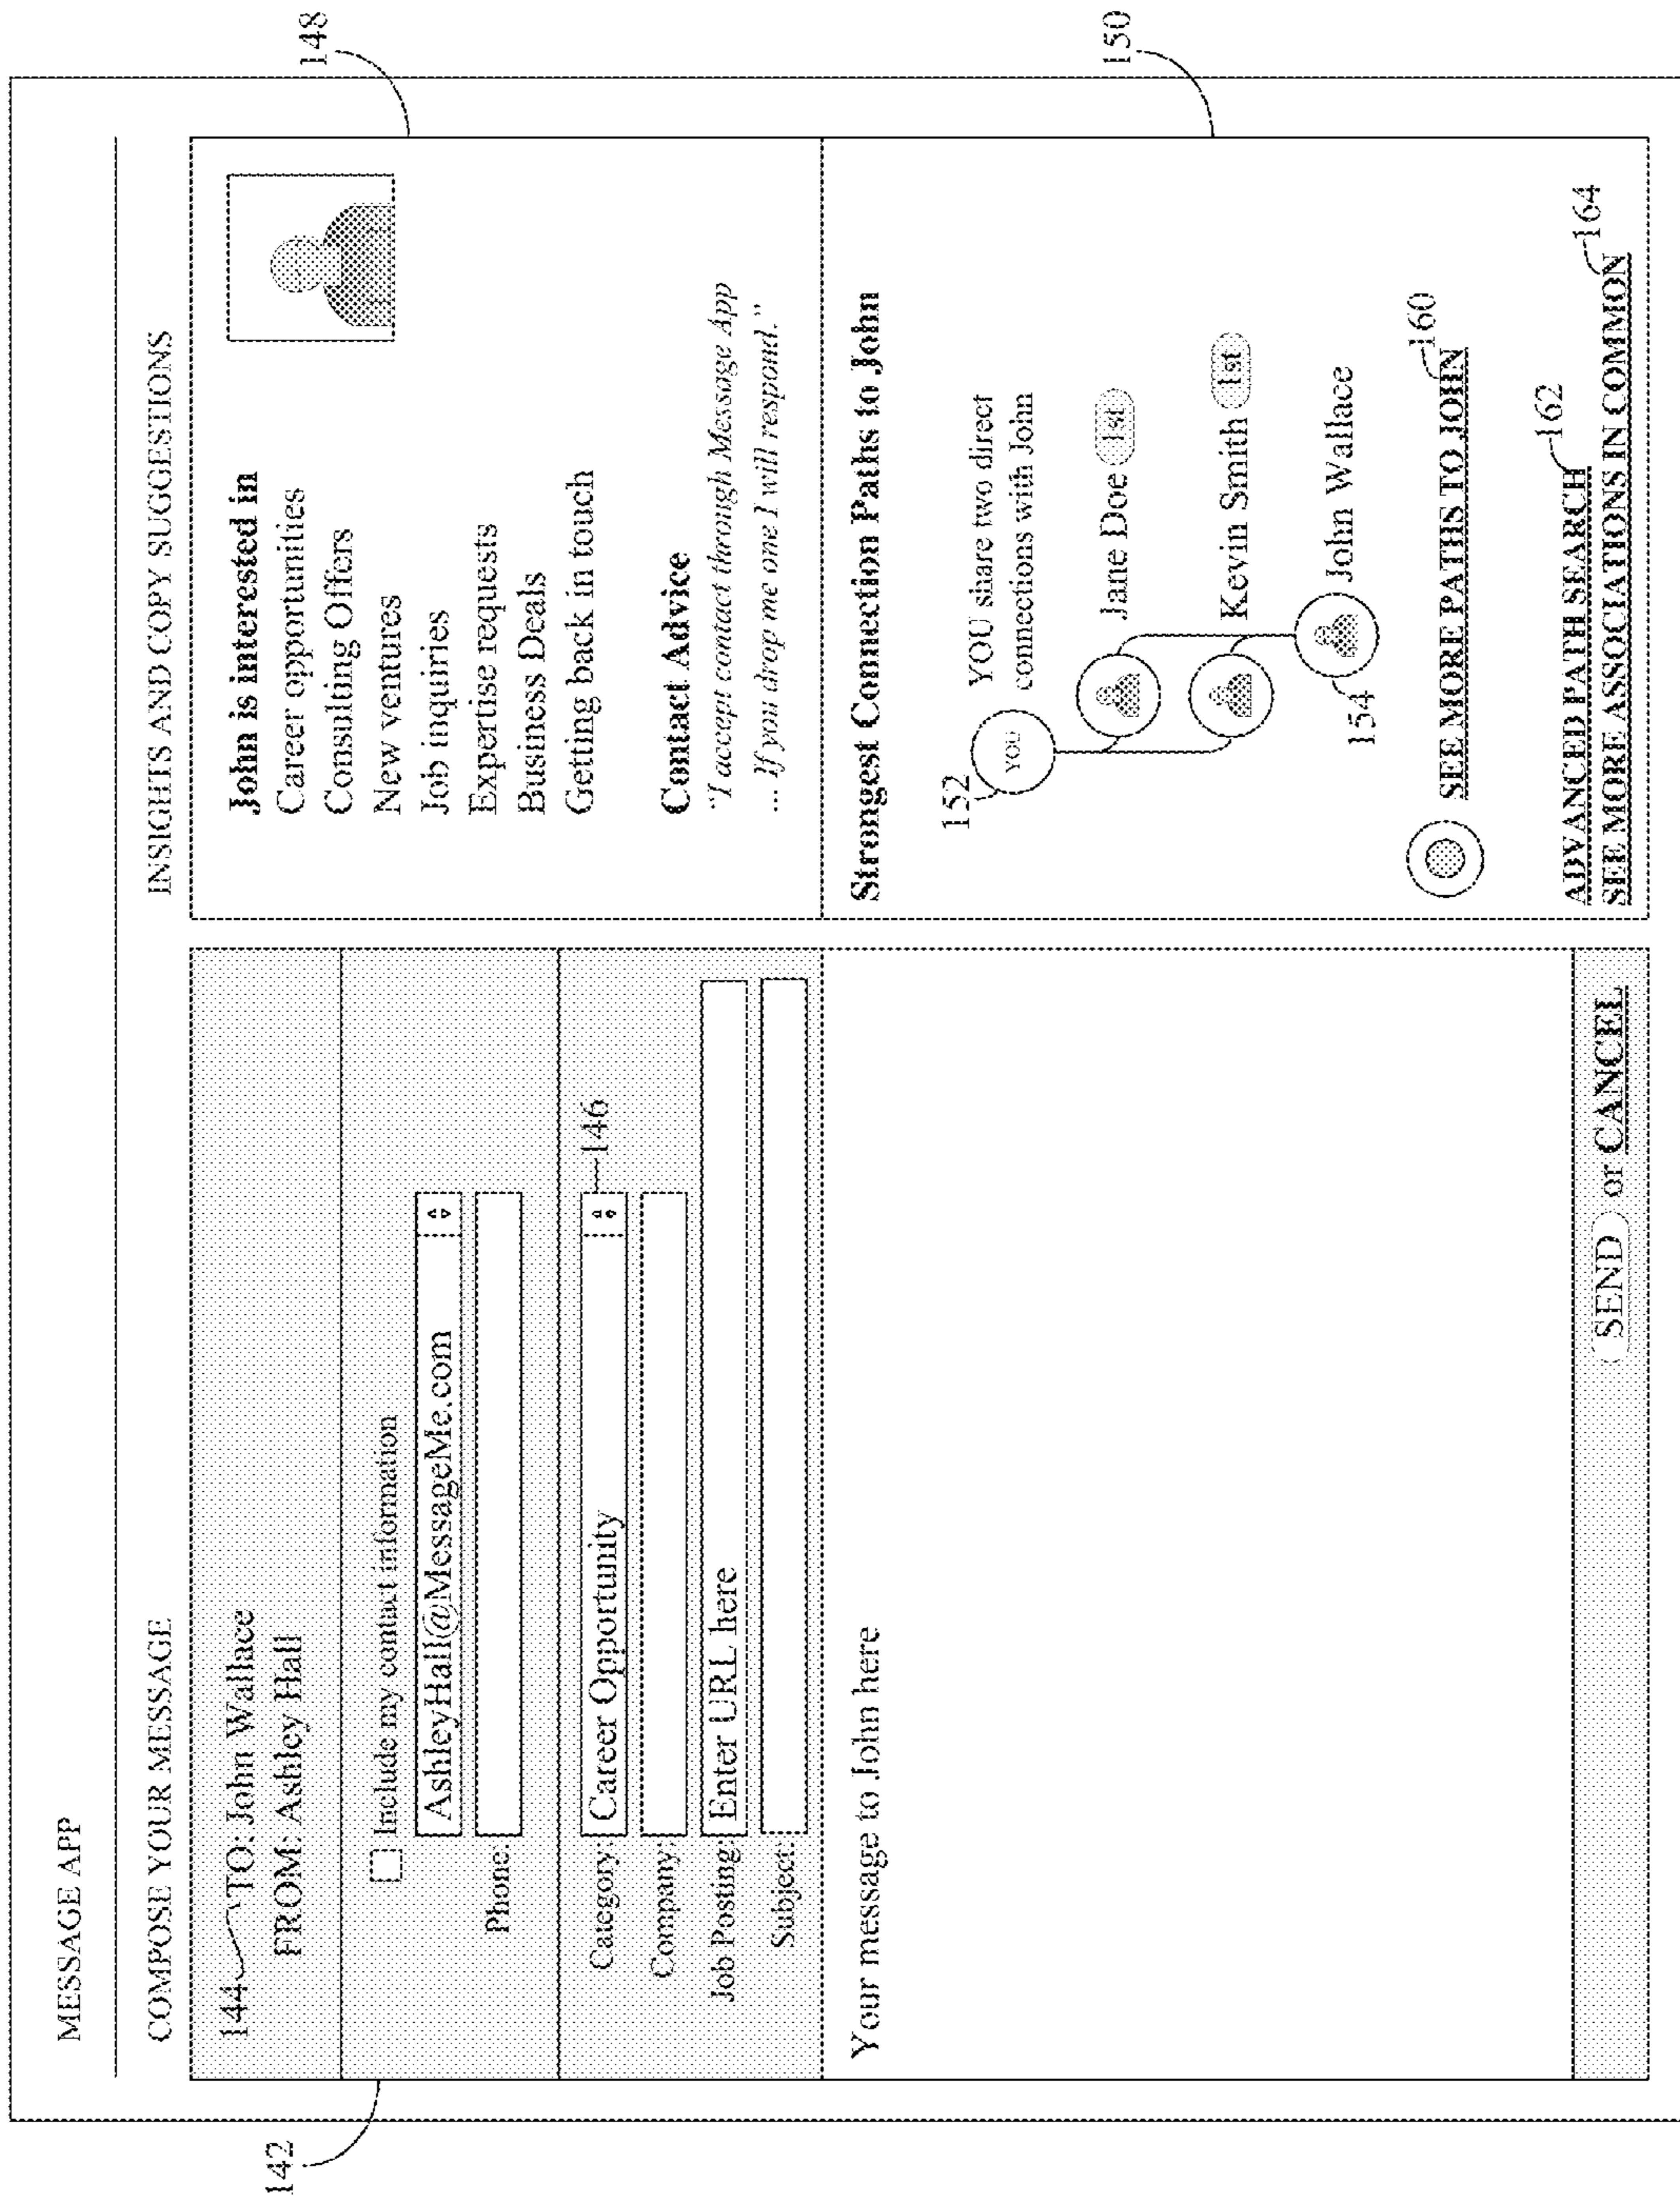 MESSAGE APP
COMPOSE YOUR MESSAGE
142
144 TO: John Wallace
FROM: Ashley Hall
Include my contact information
AshleyHall@MessageMe.com
Phone:
Category: Career Opportunity
146
Company:
Job Posting: Enter URL here
Subject:
Your message to John here
SEND or CANCEL
INSIGHTS AND COPY SUGGESTIONS
148
John is interested in
Career opportunities
Consulting Offers
New ventures
Job inquiries
Expertise requests
Business Deals
Getting back in touch
Contact Advice
"I accept contact through Message App
... If you drop me one I will respond."
150
Strongest Connection Paths to John
152
YOU
YOU share two direct
connections with John
Jane Doe 1st
Kevin Smith 1st
154
John Wallace
SEE MORE PATHS TO JOHN
160
ADVANCED PATH SEARCH
162
SEE MORE ASSOCIATIONS IN COMMON
164